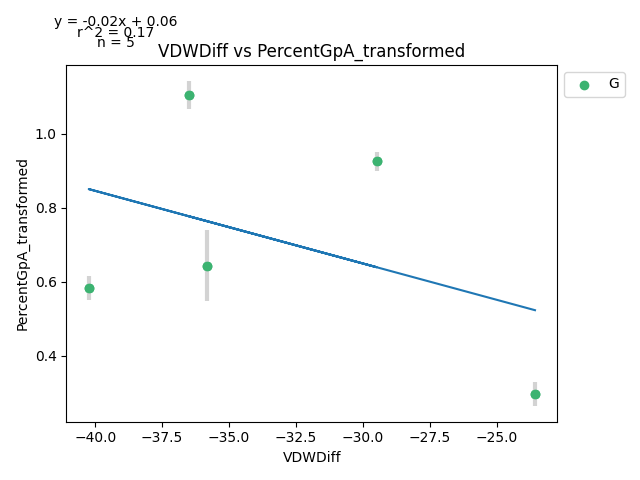 y = -0.02x + 0.06
r^2 = 0.17
n = 5
VDWDiff vs PercentGpA_transformed
G
PercentGpA_transformed
1.0
0.8
0.6
0.4
−40.0 −37.5 −35.0 −32.5 −30.0 −27.5 −25.0
VDWDiff